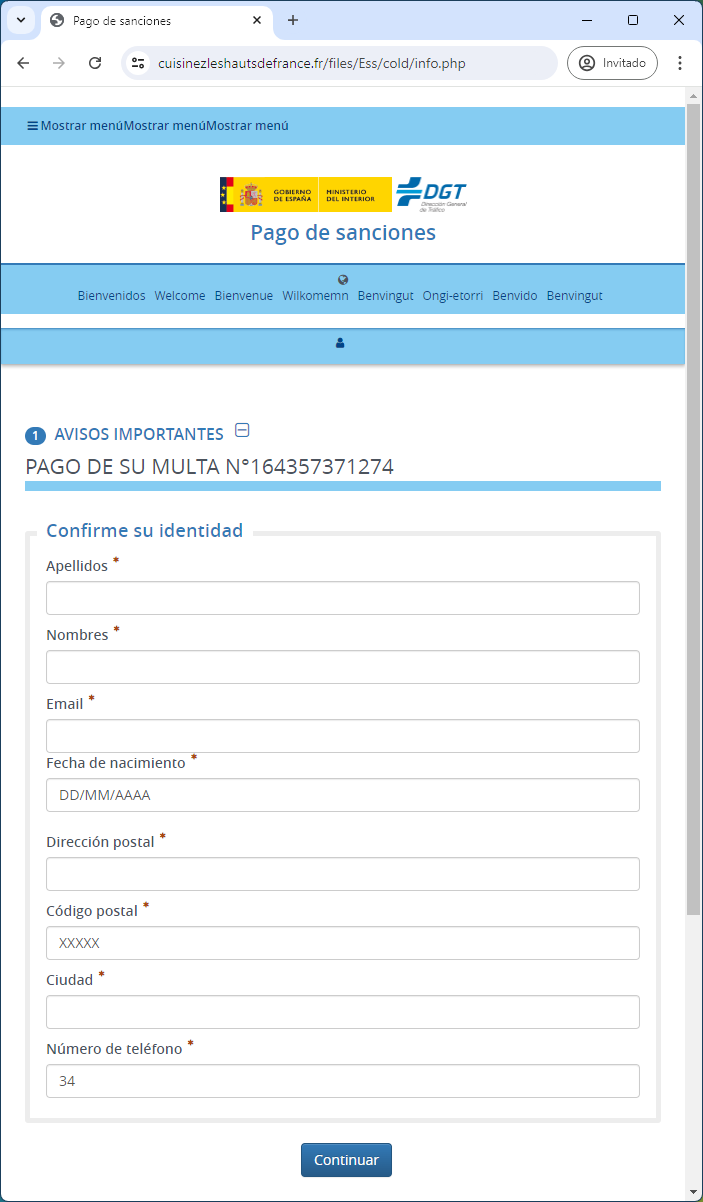 Pago de sanciones
cuisinezleshautsdefrance.fr/files/Ess/cold/info.php
Invitado
Mostrar menúMostrar menúMostrar menú
GOBIERNO DE ESPAÑA
MINISTERIO DEL INTERIOR
DGT
Dirección General de Tráfico
Pago de sanciones
Bienvenidos Welcome Bienvenue Wilkomemn Benvingut Ongi-etorri Benvido Benvingut
1 AVISOS IMPORTANTES
PAGO DE SU MULTA N°164357371274
Confirme su identidad
Apellidos *
Nombres *
Email *
Fecha de nacimiento *
DD/MM/AAAA
Dirección postal *
Código postal *
XXXXX
Ciudad *
Número de teléfono *
34
Continuar